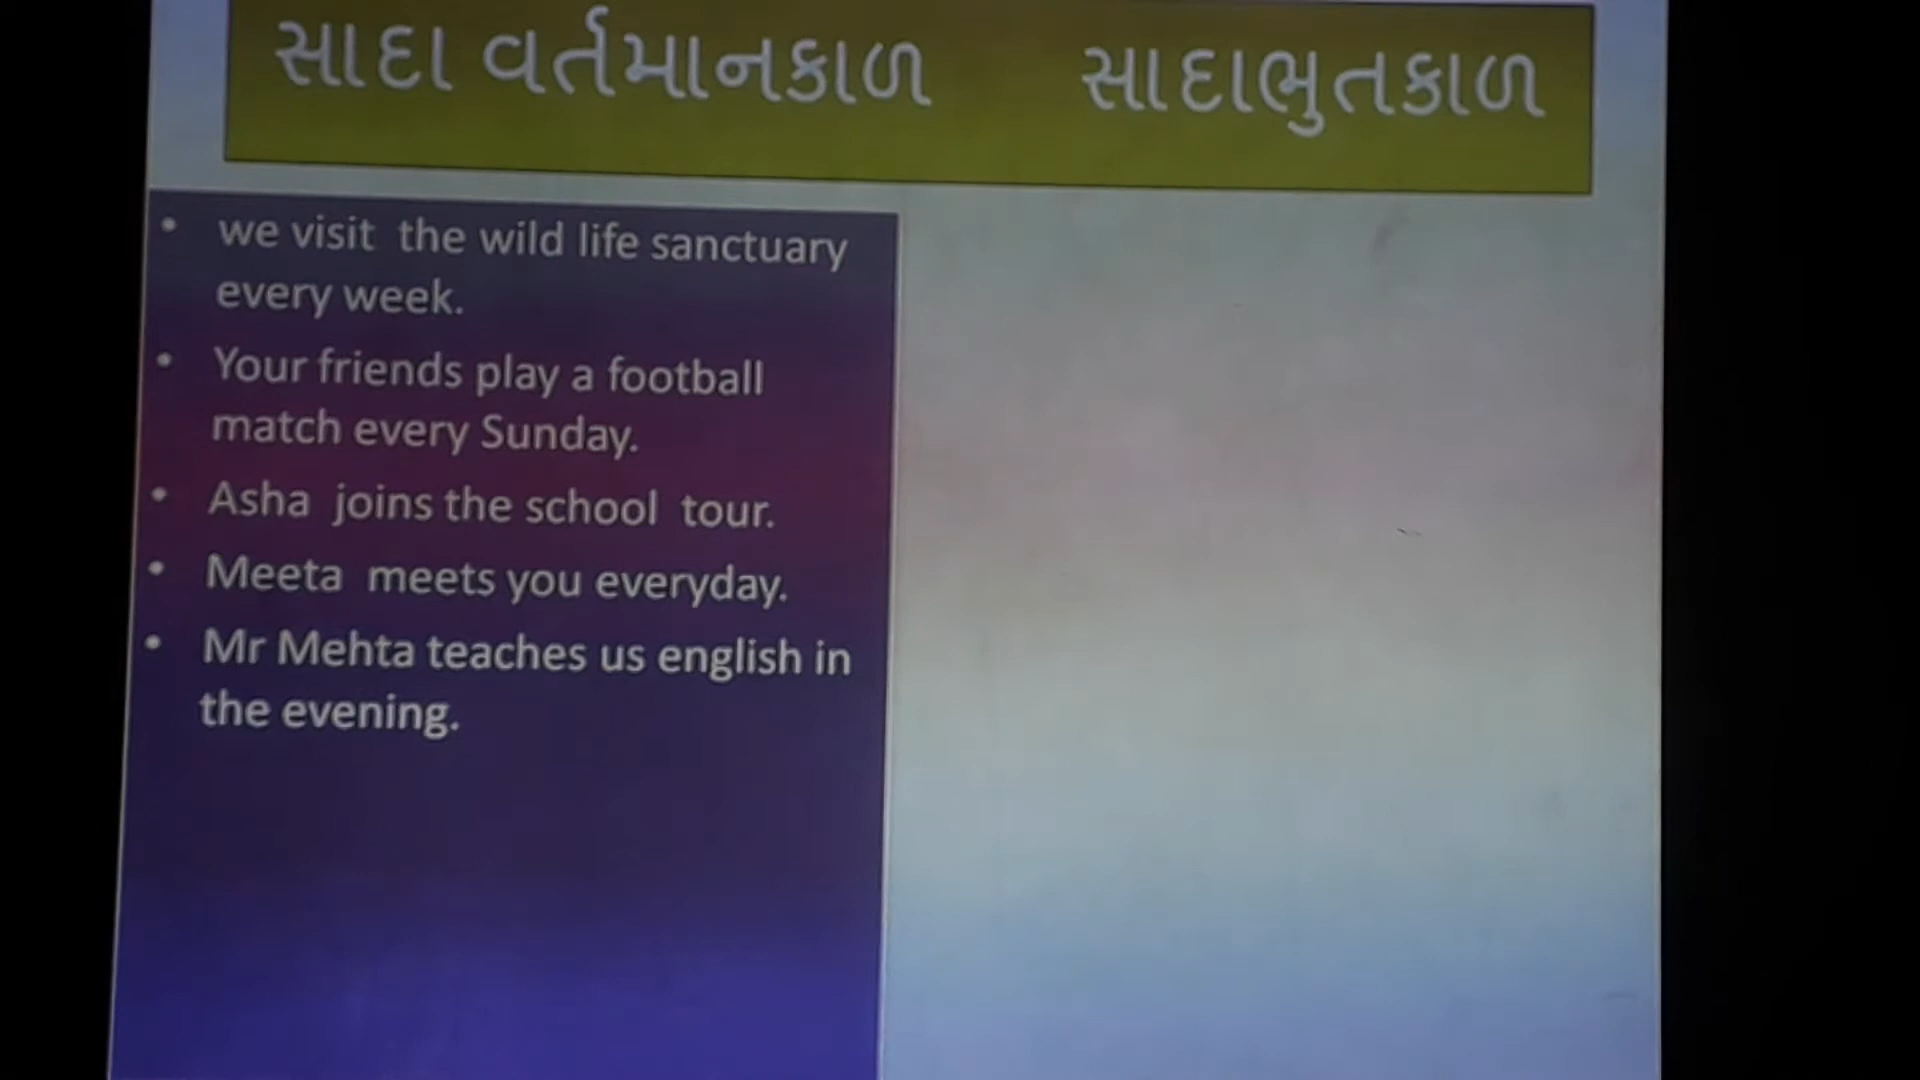 સાદા વર્તમાનકાળ સાદાભુતકાળ
• we visit the wild life sanctuary
every week.
• Your friends play a football
match every Sunday.
• Asha joins the school tour.
• Meeta meets you everyday.
• Mr Mehta teaches us english in
the evening.